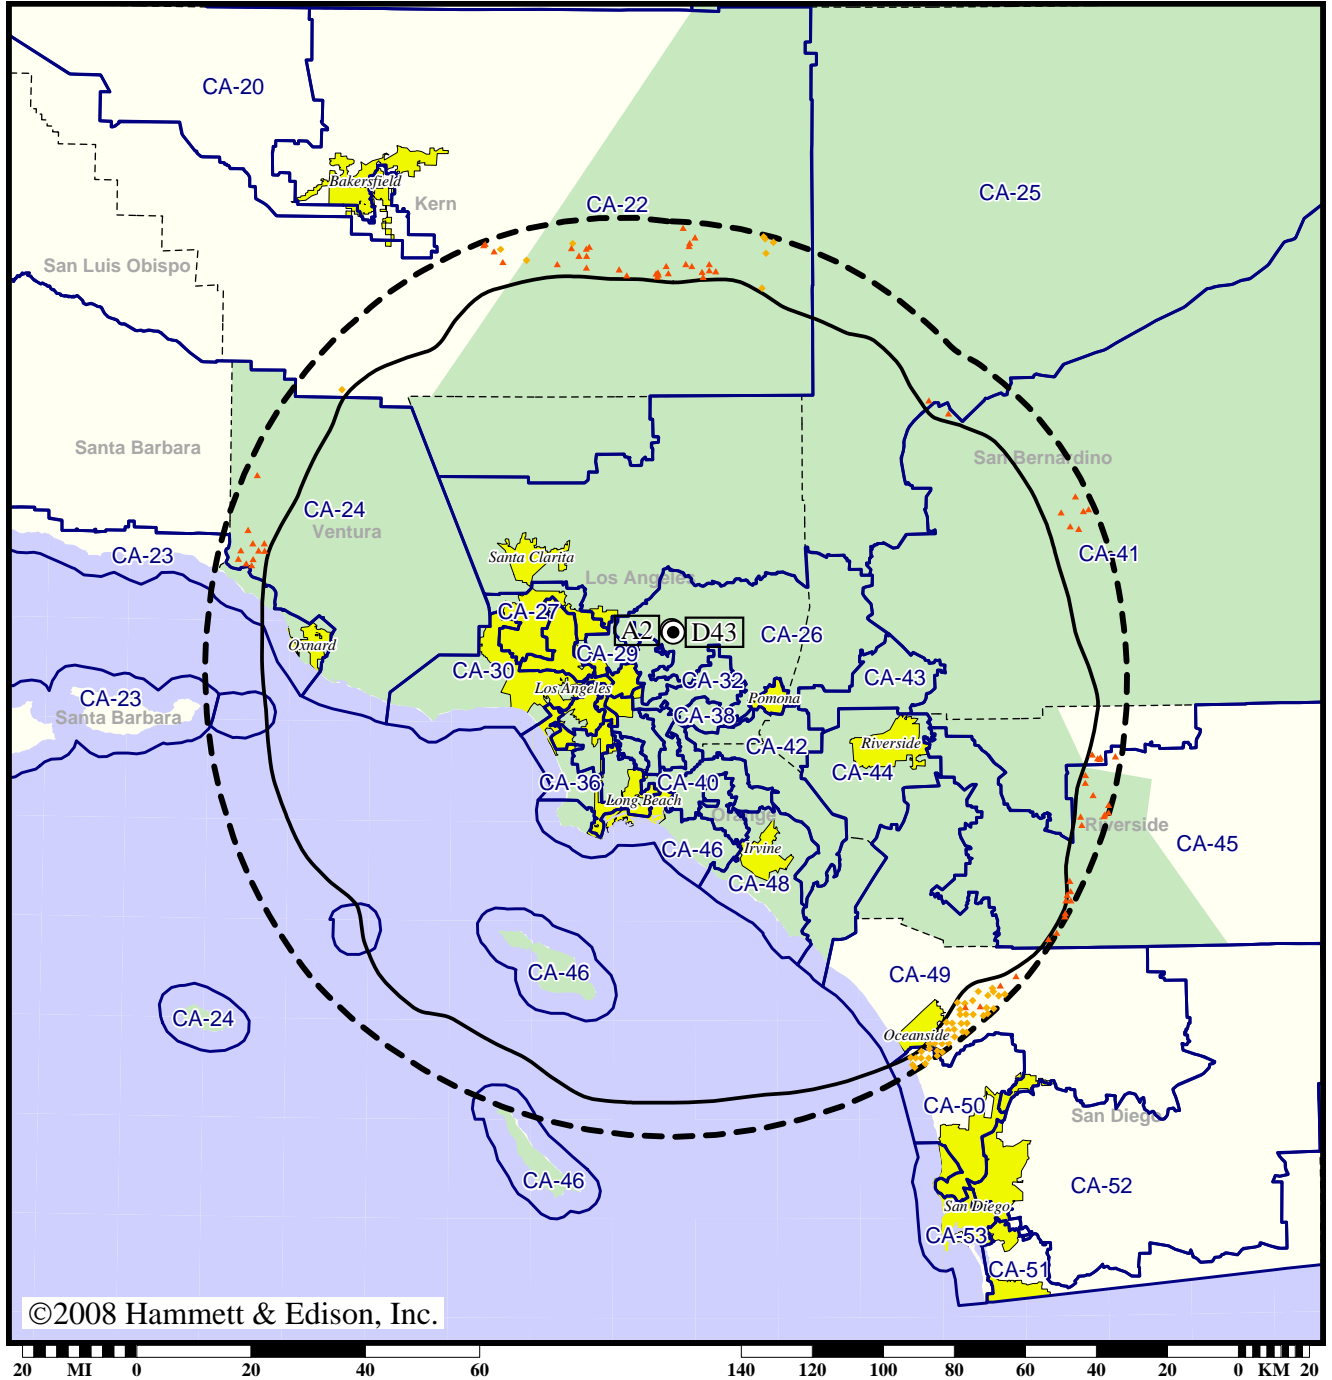 CA-20
Bakersfield
Kern
CA-22
CA-25
San Luis Obispo
Santa Barbara
San Bernardino
CA-24
Ventura
CA-23
CA-41
Santa Clarita
Los Angeles
CA-27
A2
D43
CA-26
Oxnard
CA-29
CA-30
CA-32
CA-43
Los Angeles
Pomona
CA-23
Santa Barbara
CA-38
CA-42
Riverside
CA-44
CA-36
CA-40
Long Beach
Orange
Riverside
CA-45
CA-46
Irvine
CA-48
CA-46
CA-49
CA-24
Oceanside
CA-50
San Diego
CA-46
CA-52
San Diego
CA-53
CA-51
©2008 Hammett & Edison, Inc.
20 MI 0 20 40 60 140 120 100 80 60 40 20 0 KM 20